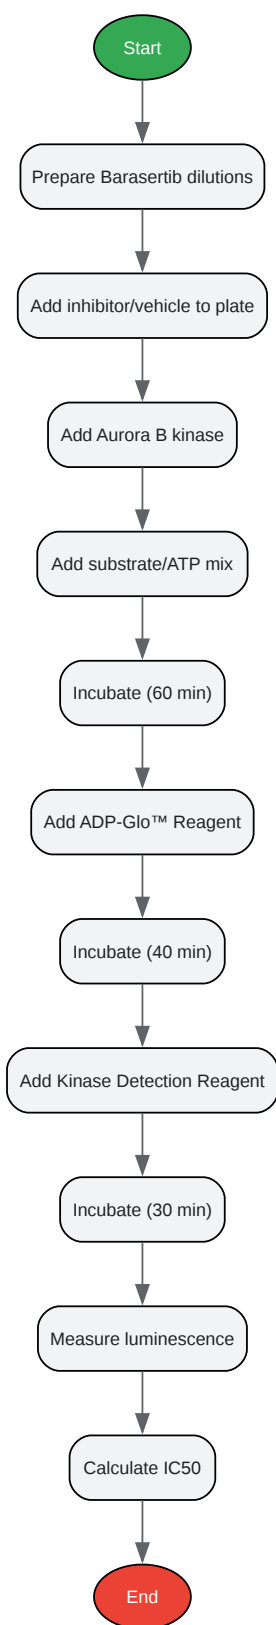 Start
Prepare Barasertib dilutions
Add inhibitor/vehicle to plate
Add Aurora B kinase
Add substrate/ATP mix
Incubate (60 min)
Add ADP-Glo™ Reagent
Incubate (40 min)
Add Kinase Detection Reagent
Incubate (30 min)
Measure luminescence
Calculate IC50
End